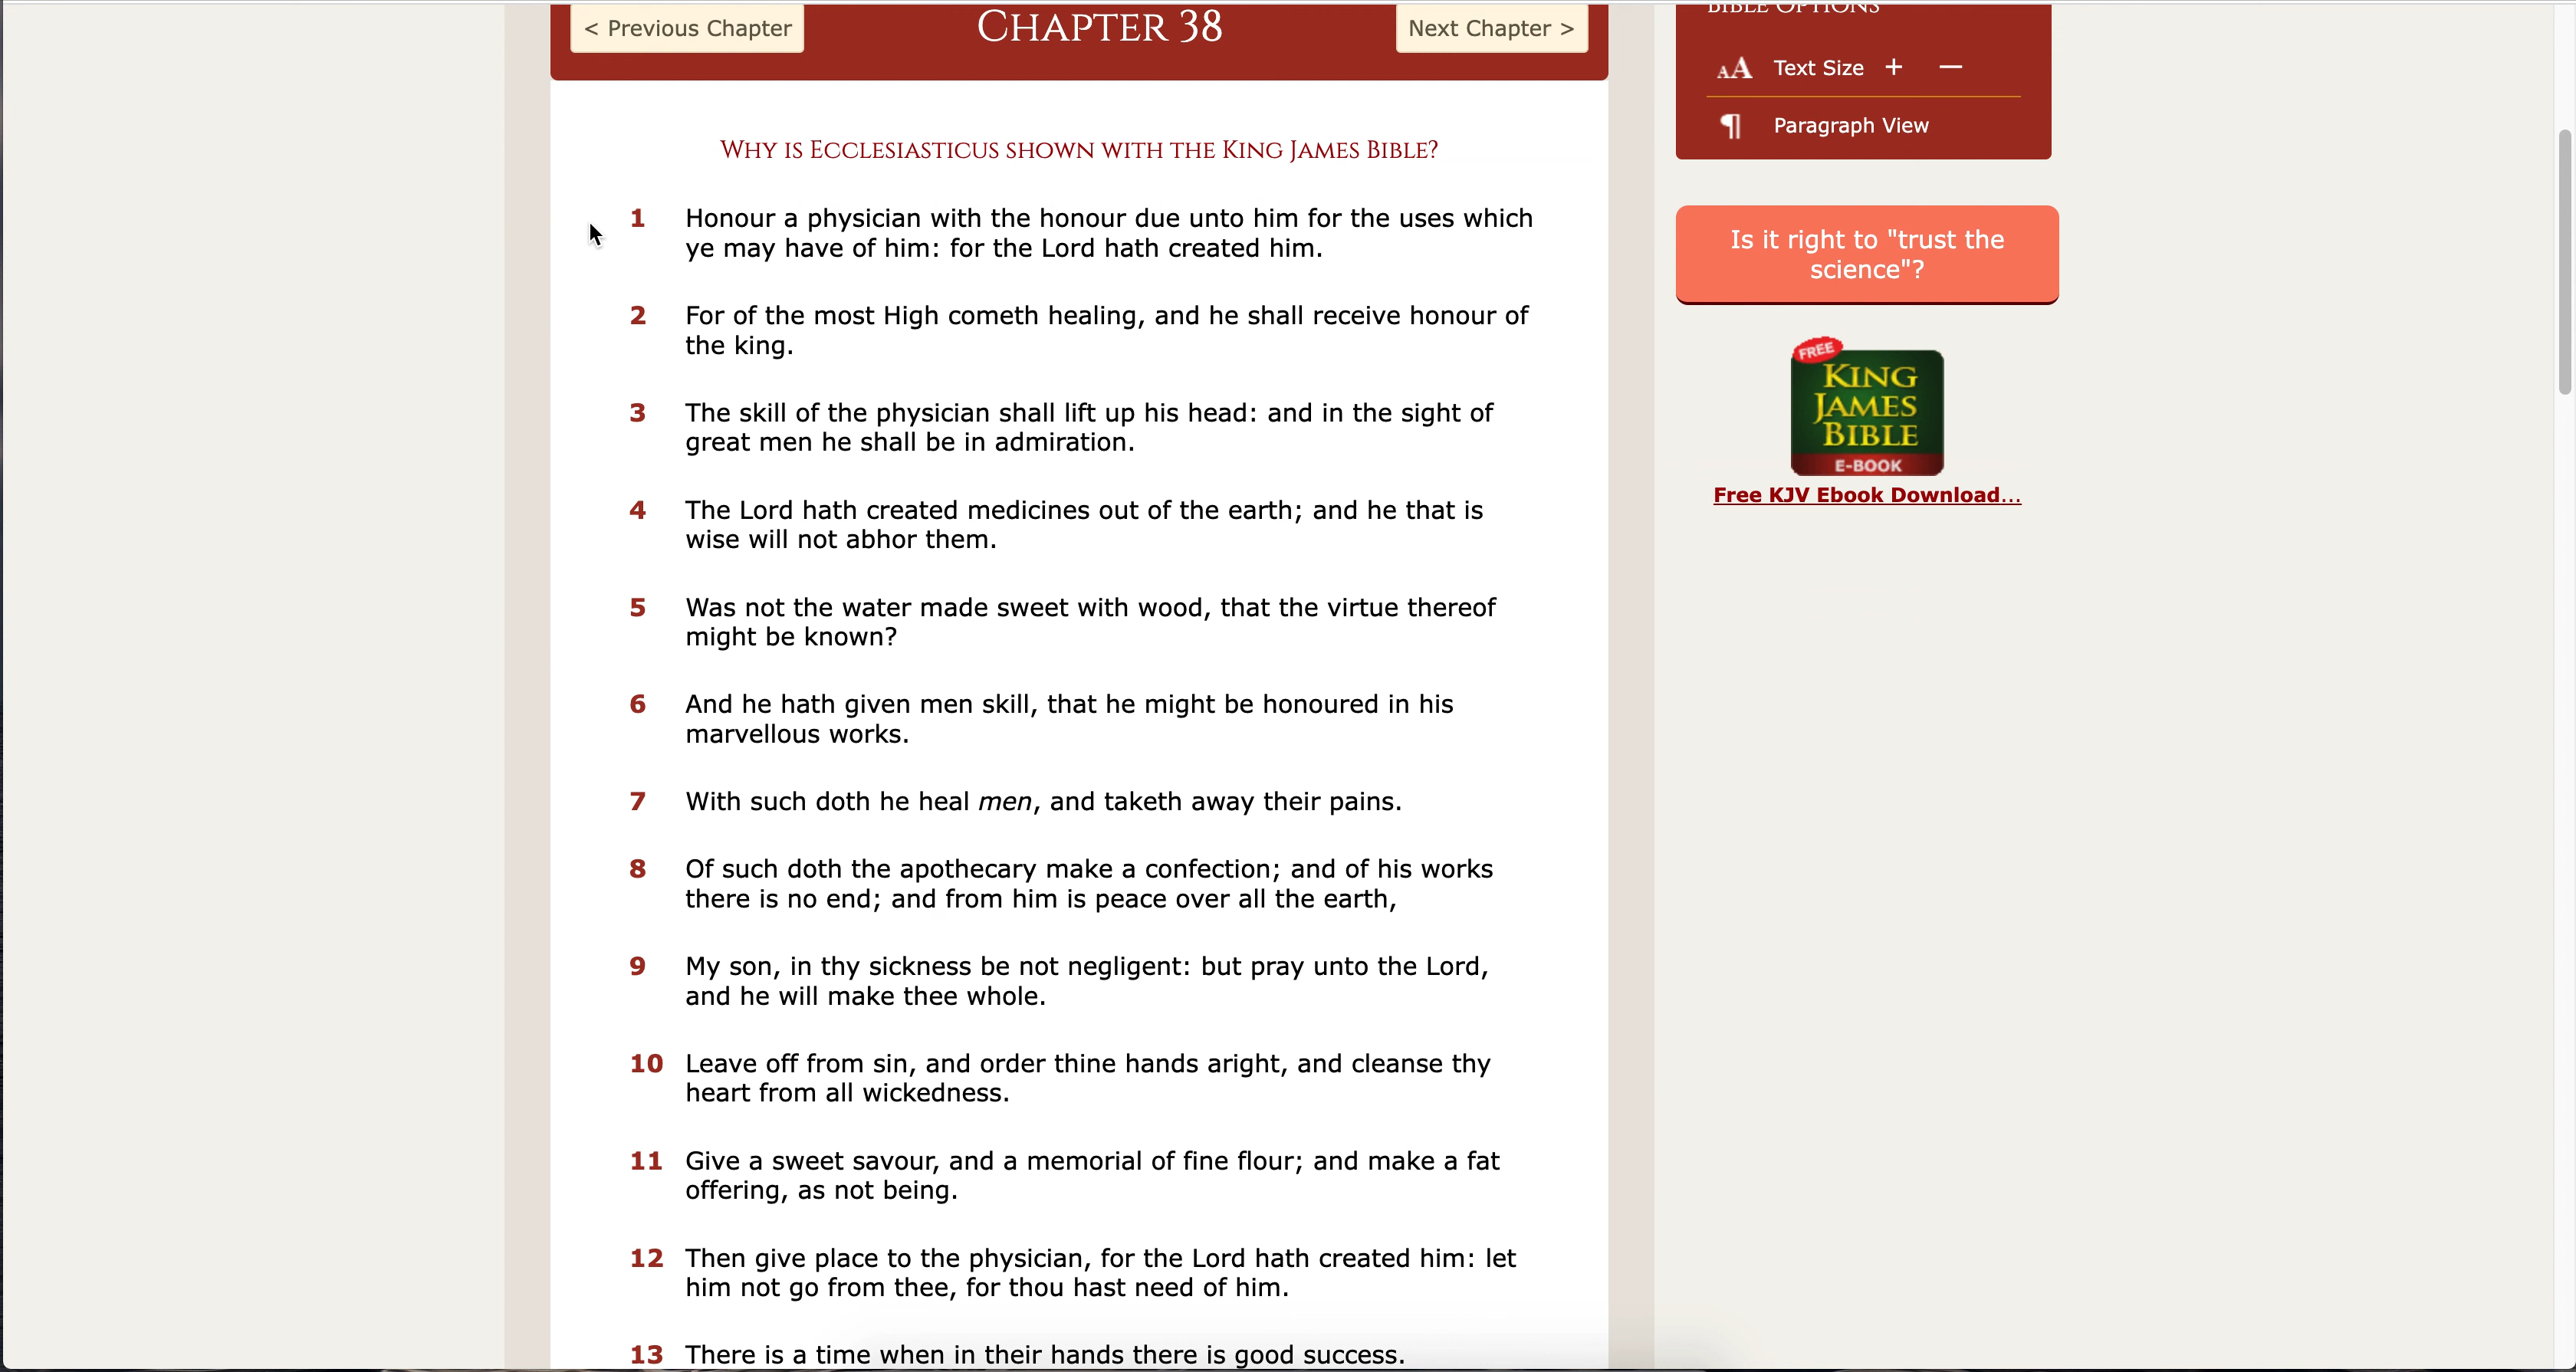 < Previous Chapter
Chapter 38
Next Chapter >
Why is Ecclesiasticus shown with the King James Bible?
1 Honour a physician with the honour due unto him for the uses which
ye may have of him: for the Lord hath created him.
2 For of the most High cometh healing, and he shall receive honour of
the king.
3 The skill of the physician shall lift up his head: and in the sight of
great men he shall be in admiration.
4 The Lord hath created medicines out of the earth; and he that is
wise will not abhor them.
5 Was not the water made sweet with wood, that the virtue thereof
might be known?
6 And he hath given men skill, that he might be honoured in his
marvellous works.
7 With such doth he heal men, and taketh away their pains.
8 Of such doth the apothecary make a confection; and of his works
there is no end; and from him is peace over all the earth,
9 My son, in thy sickness be not negligent: but pray unto the Lord,
and he will make thee whole.
10 Leave off from sin, and order thine hands aright, and cleanse thy
heart from all wickedness.
11 Give a sweet savour, and a memorial of fine flour; and make a fat
offering, as not being.
12 Then give place to the physician, for the Lord hath created him: let
him not go from thee, for thou hast need of him.
13 There is a time when in their hands there is good success.
Bible Options
AA Text Size + —
¶ Paragraph View
Is it right to "trust the
science"?
FREE
KING
JAMES
BIBLE
E-BOOK
Free KJV Ebook Download...